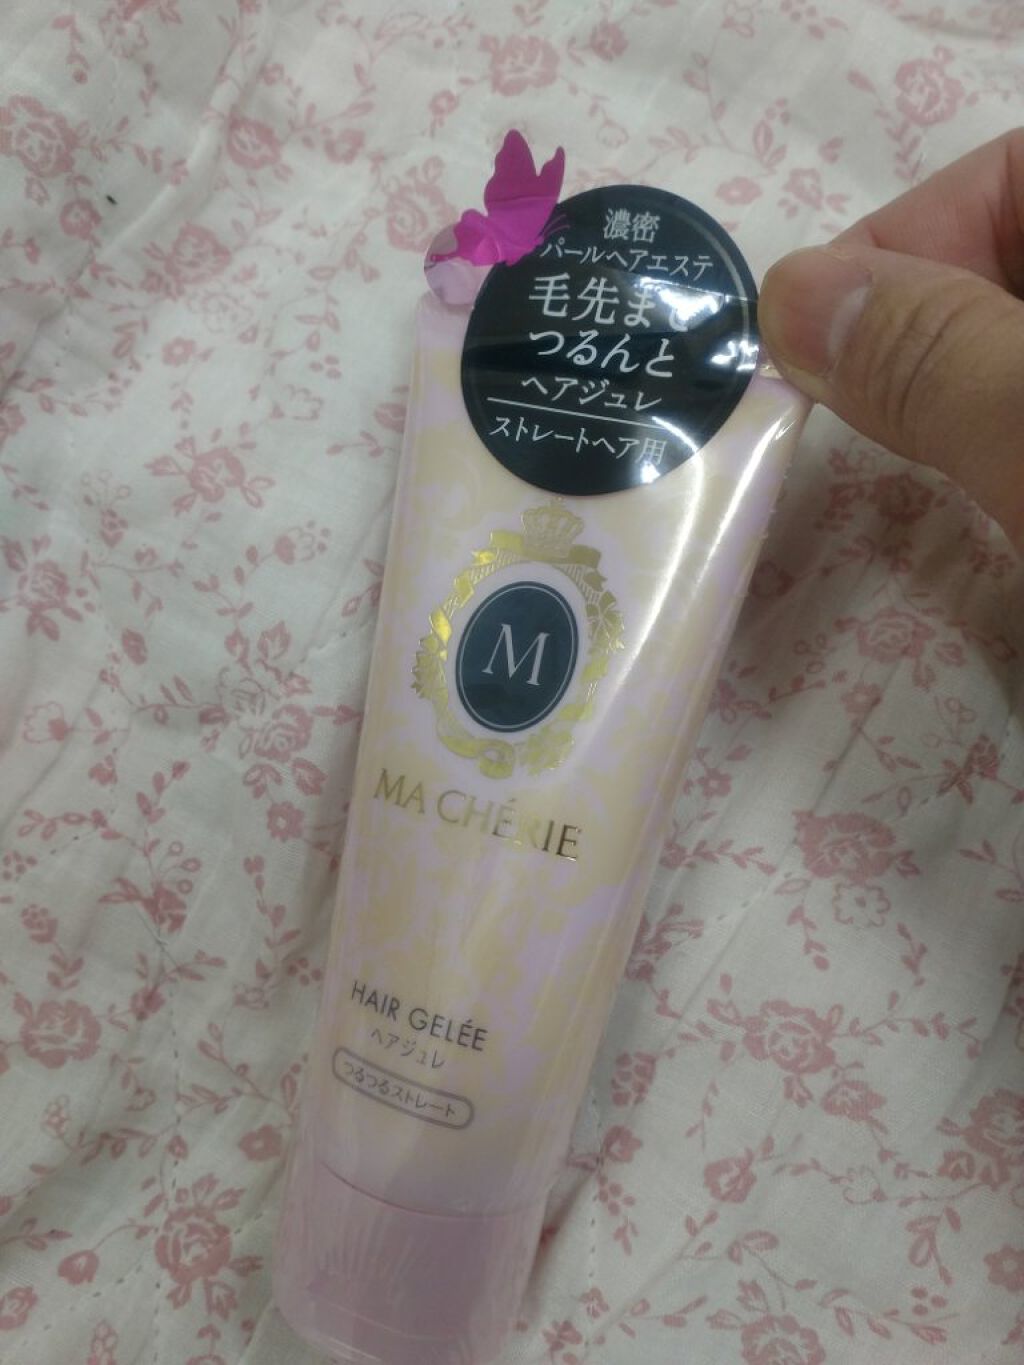 濃密
パールヘアエステ
毛先まで
つるんと
ヘアジュレ
ストレートヘア用
M
MA CHÉRIE
HAIR GELÉE
ヘアジュレ
つるつるストレート